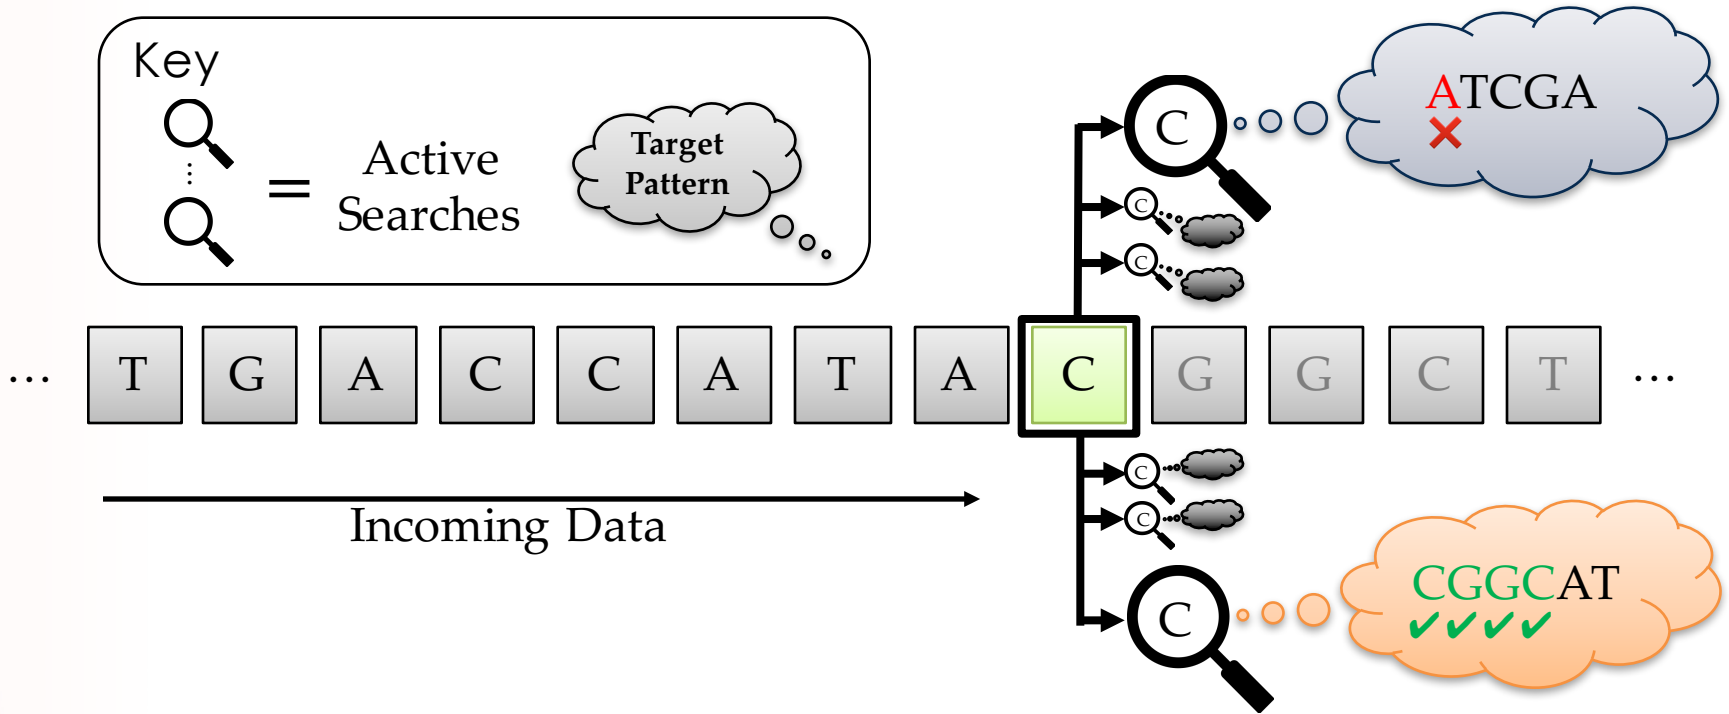 Key
Active
Searches
=
Target
Pattern
C
ATCGA
C
C
... T G A C C A T A C G G C T ...
Incoming Data
C
C
C
CGGCAT